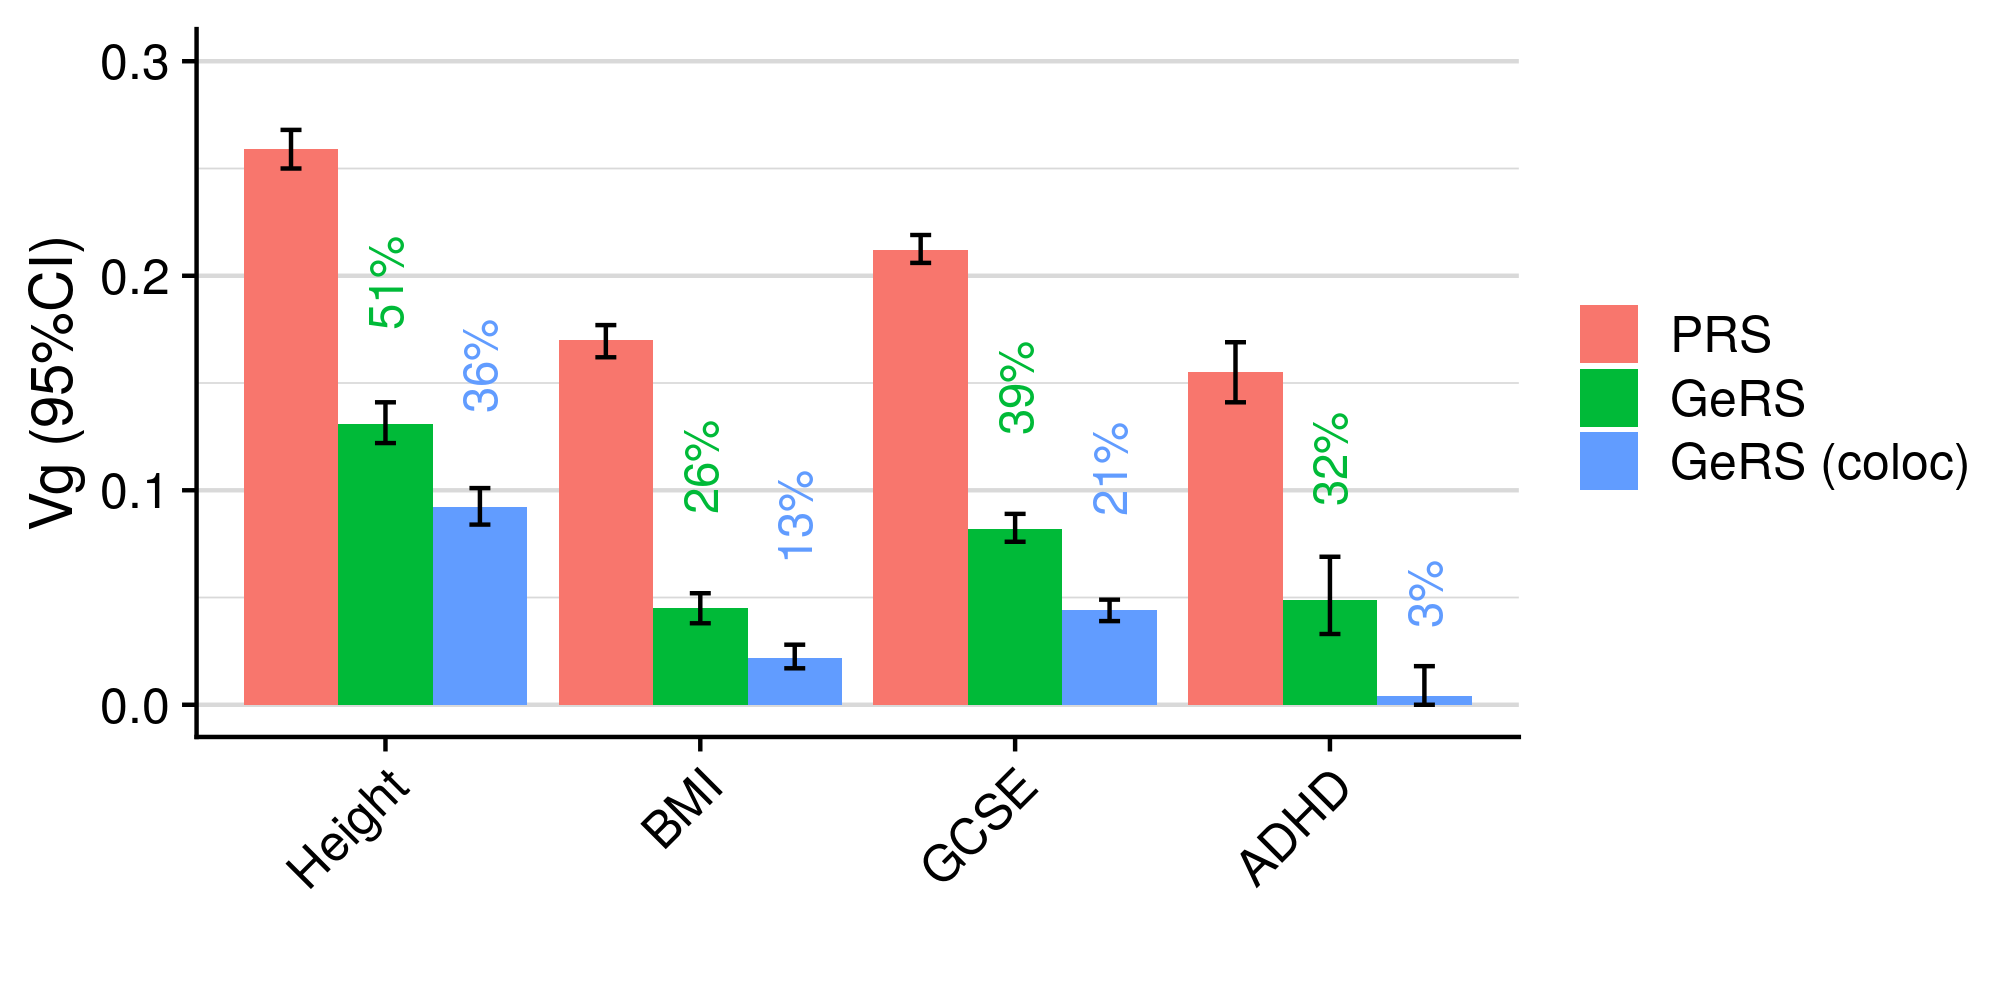 Vg (95%CI)
0.3
0.2
0.1
0.0
51%
36%
26%
13%
39%
21%
32%
3%
Height
BMI
GCSE
ADHD
PRS
GeRS
GeRS (coloc)